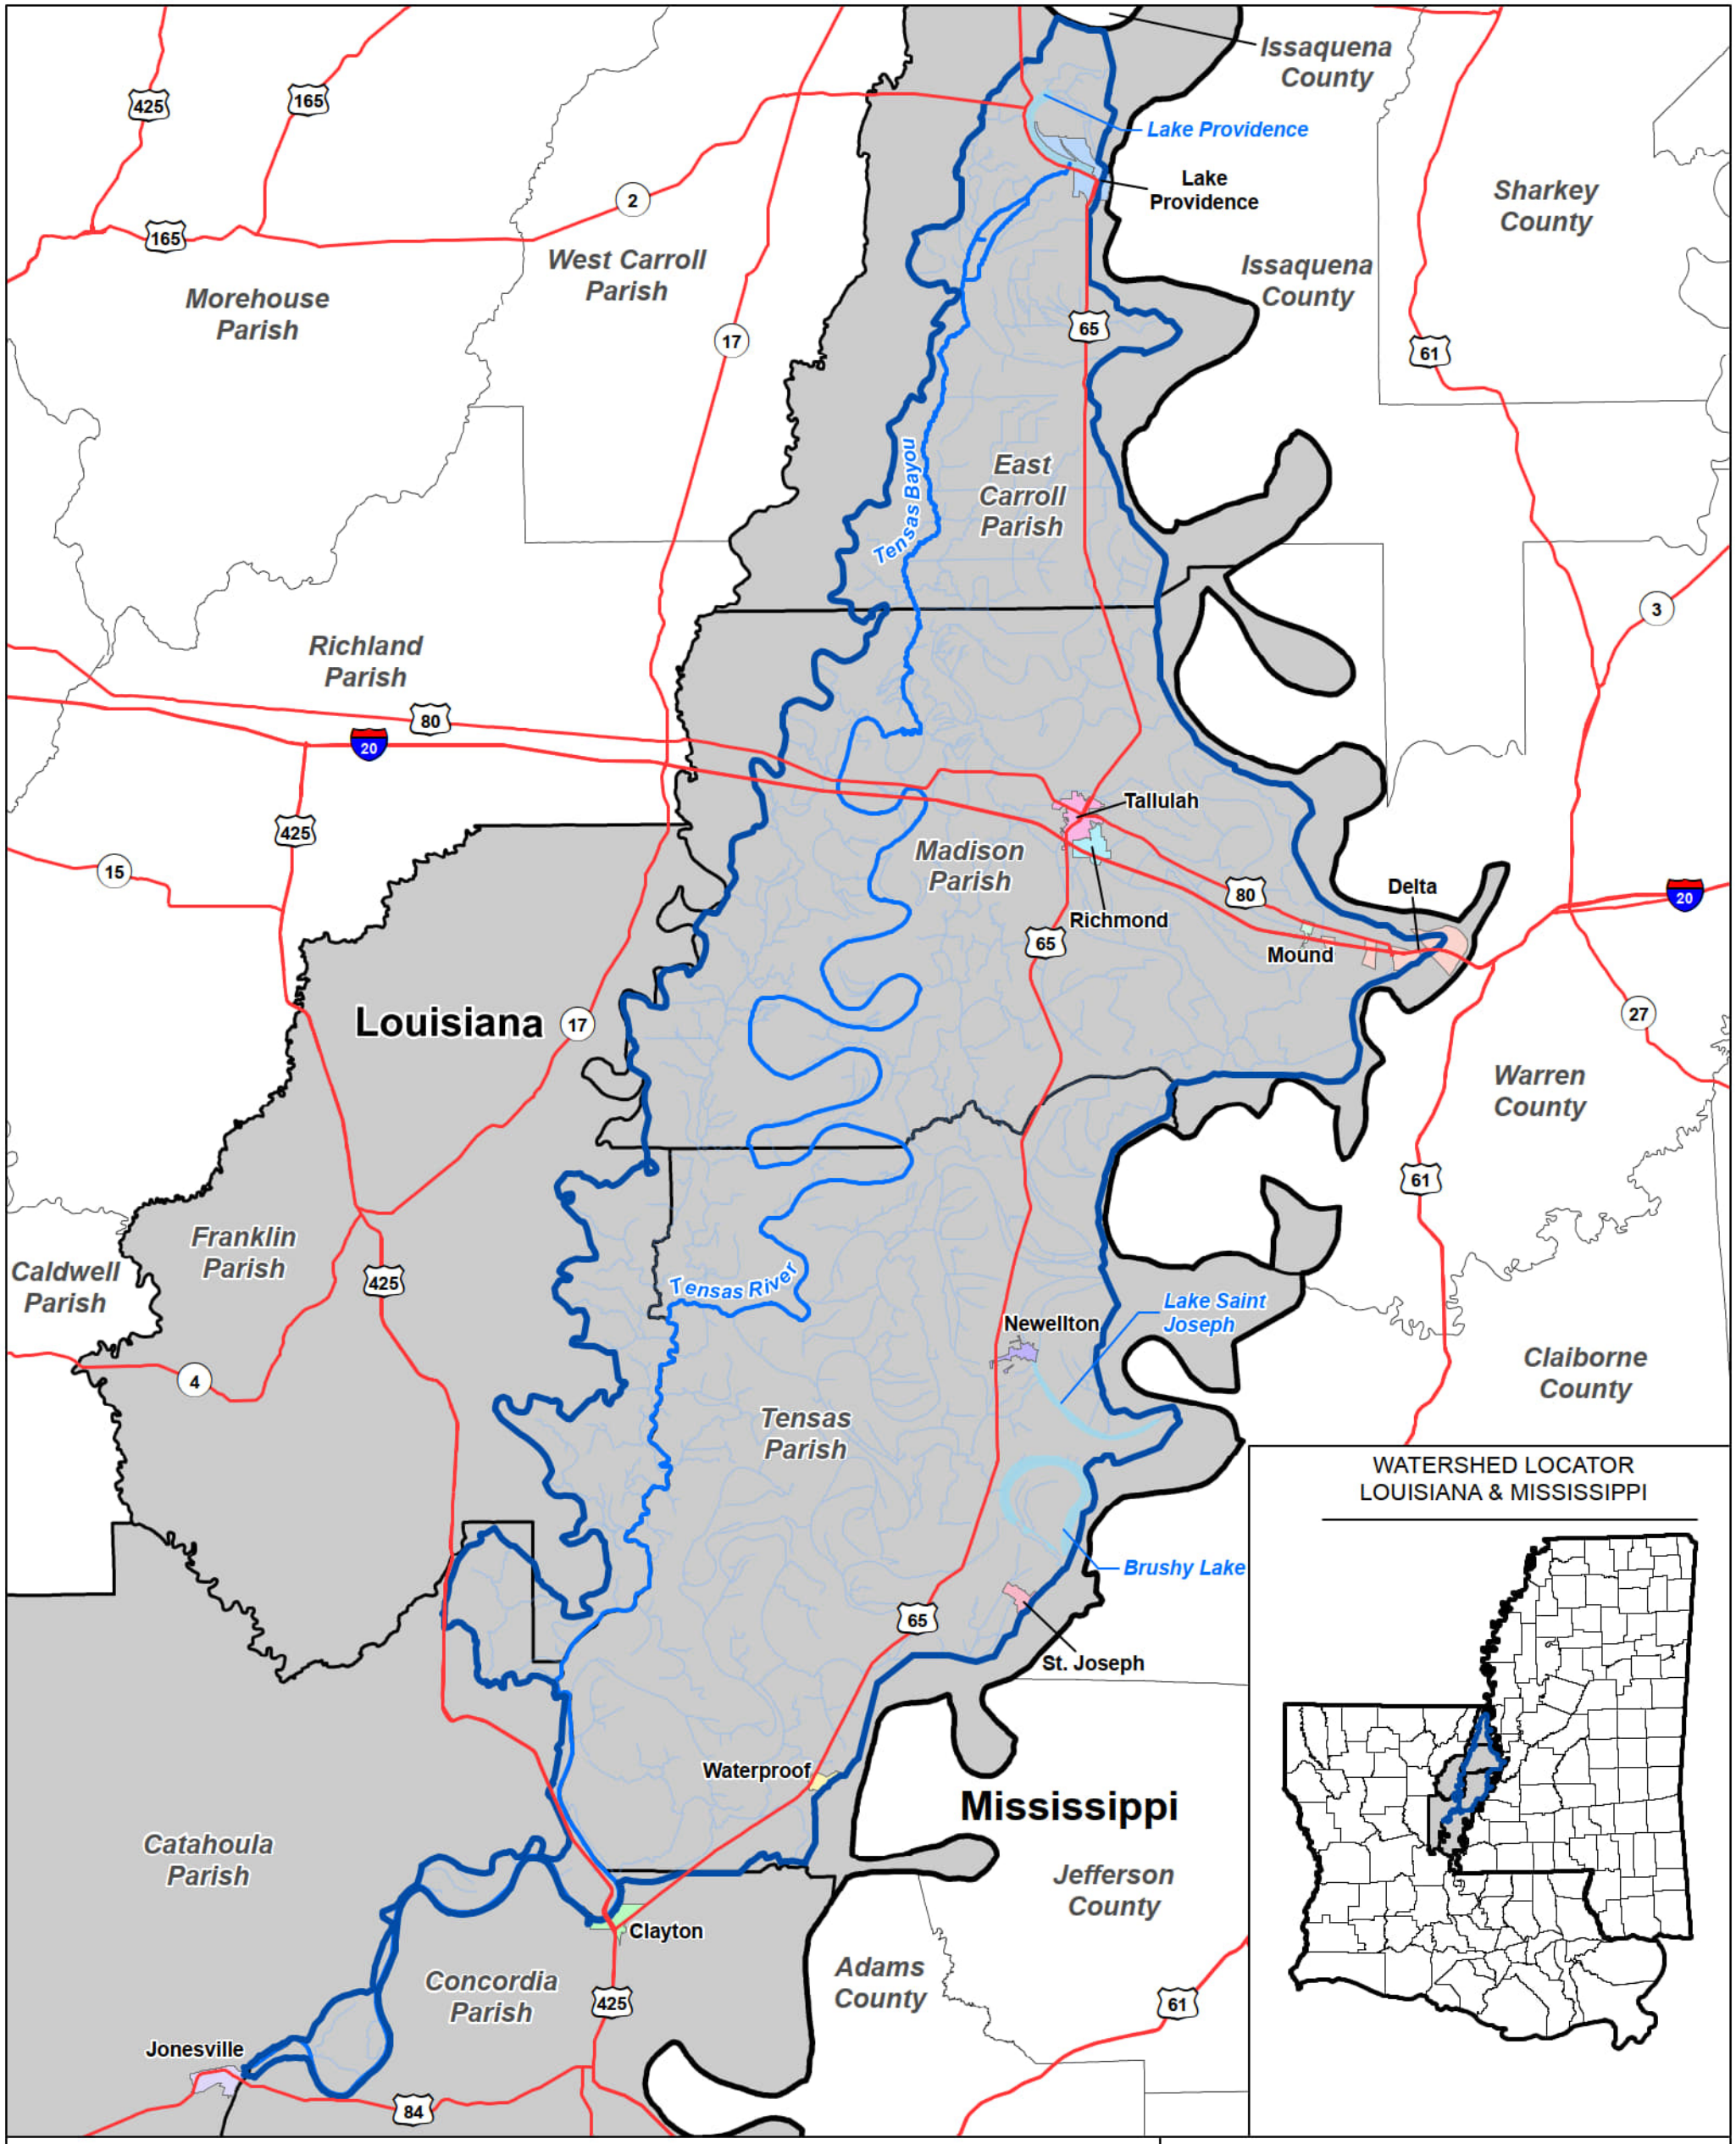 Issaquena
County
425
165
Lake Providence
Lake
Providence
Sharkey
County
2
165
West Carroll
Parish
Issaquena
County
Morehouse
Parish
17
65
61
Tensas Bayou
East
Carroll
Parish
3
Richland
Parish
80
20
Tallulah
425
Madison
Parish
15
80
Delta
20
Richmond
65
Mound
Louisiana
17
27
Warren
County
61
Franklin
Parish
Caldwell
Parish
425
Tensas River
Lake Saint
Joseph
Newellton
Claiborne
County
4
Tensas
Parish
WATERSHED LOCATOR
LOUISIANA & MISSISSIPPI
Brushy Lake
65
St. Joseph
Waterproof
Mississippi
Catahoula
Parish
Jefferson
County
Clayton
Adams
County
Concordia
Parish
425
61
Jonesville
84